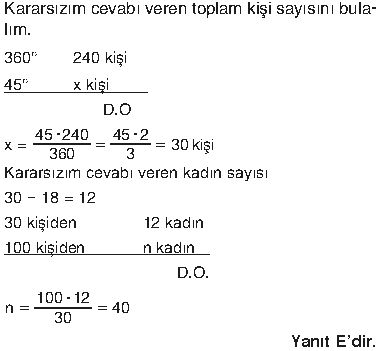 Kararsızım cevabı veren toplam kişi sayısını bula-
lım.
360° 240 kişi
45° x kişi
D.O
x = 45·240/360 = 45·2/3 = 30 kişi
Kararsızım cevabı veren kadın sayısı
30 – 18 = 12
30 kişiden 12 kadın
100 kişiden n kadın
D.O.
n = 100·12/30 = 40
Yanıt E'dir.